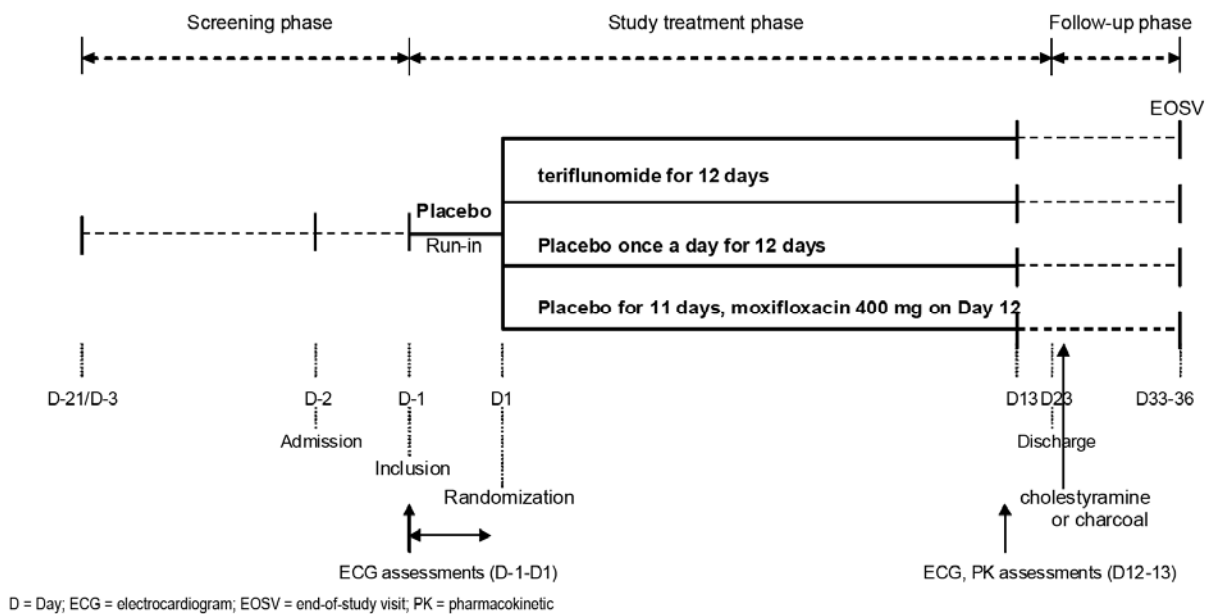 Screening phase
Study treatment phase
Follow-up phase
EOSV
teriflunomide for 12 days
Placebo
Run-in
Placebo once a day for 12 days
Placebo for 11 days, moxifloxacin 400 mg on Day 12
D-21/D-3
D-2
D-1
D1
D13
D23
D33-36
Admission
Discharge
Inclusion
Randomization
cholestyramine
or charcoal
ECG assessments (D-1-D1)
ECG, PK assessments (D12-13)
D = Day; ECG = electrocardiogram; EOSV = end-of-study visit; PK = pharmacokinetic